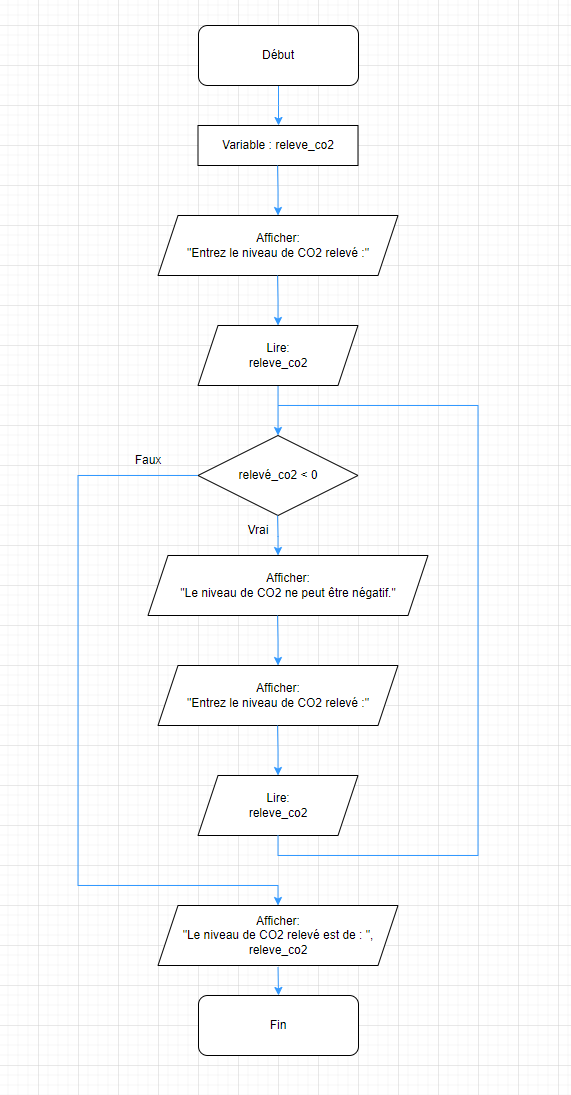 Début
Variable : releve_co2
Afficher:
"Entrez le niveau de CO2 relevé :"
Lire:
releve_co2
Faux
relevé_co2 < 0
Vrai
Afficher:
"Le niveau de CO2 ne peut être négatif."
Afficher:
"Entrez le niveau de CO2 relevé :"
Lire:
releve_co2
Afficher:
"Le niveau de CO2 relevé est de : ",
releve_co2
Fin